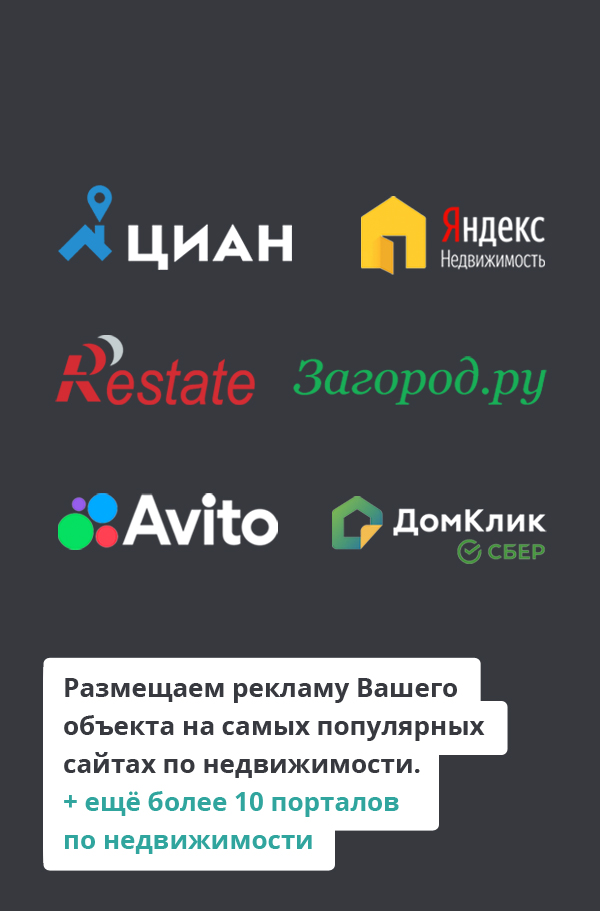 ЦИАН
Яндекс
Недвижимость
Restate
Загород.ру
Avito
ДомКлик
СБЕР
Размещаем рекламу Вашего
объекта на самых популярных
сайтах по недвижимости.
+ ещё более 10 порталов
по недвижимости